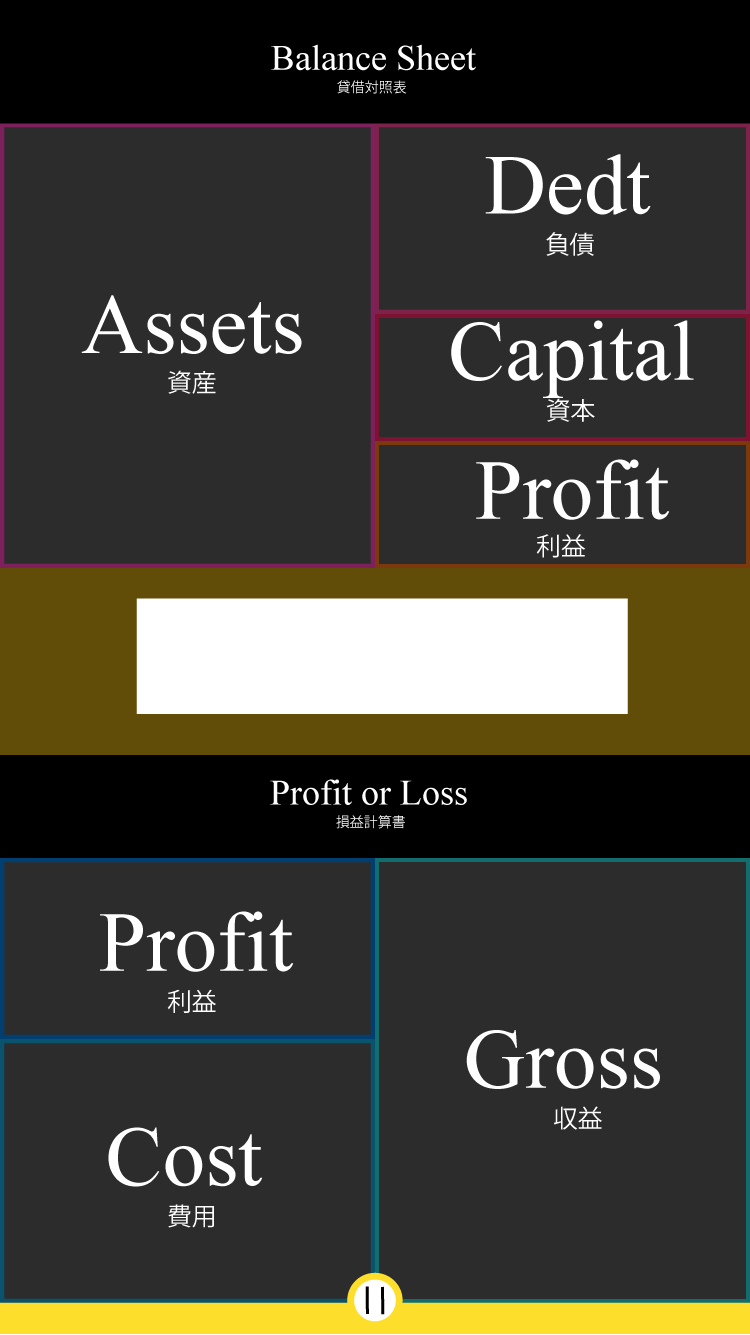 Balance Sheet
貸借対照表
Assets
資産
Dedt
負債
Capital
資本
Profit
利益
Profit or Loss
損益計算書
Profit
利益
Cost
費用
Gross
収益